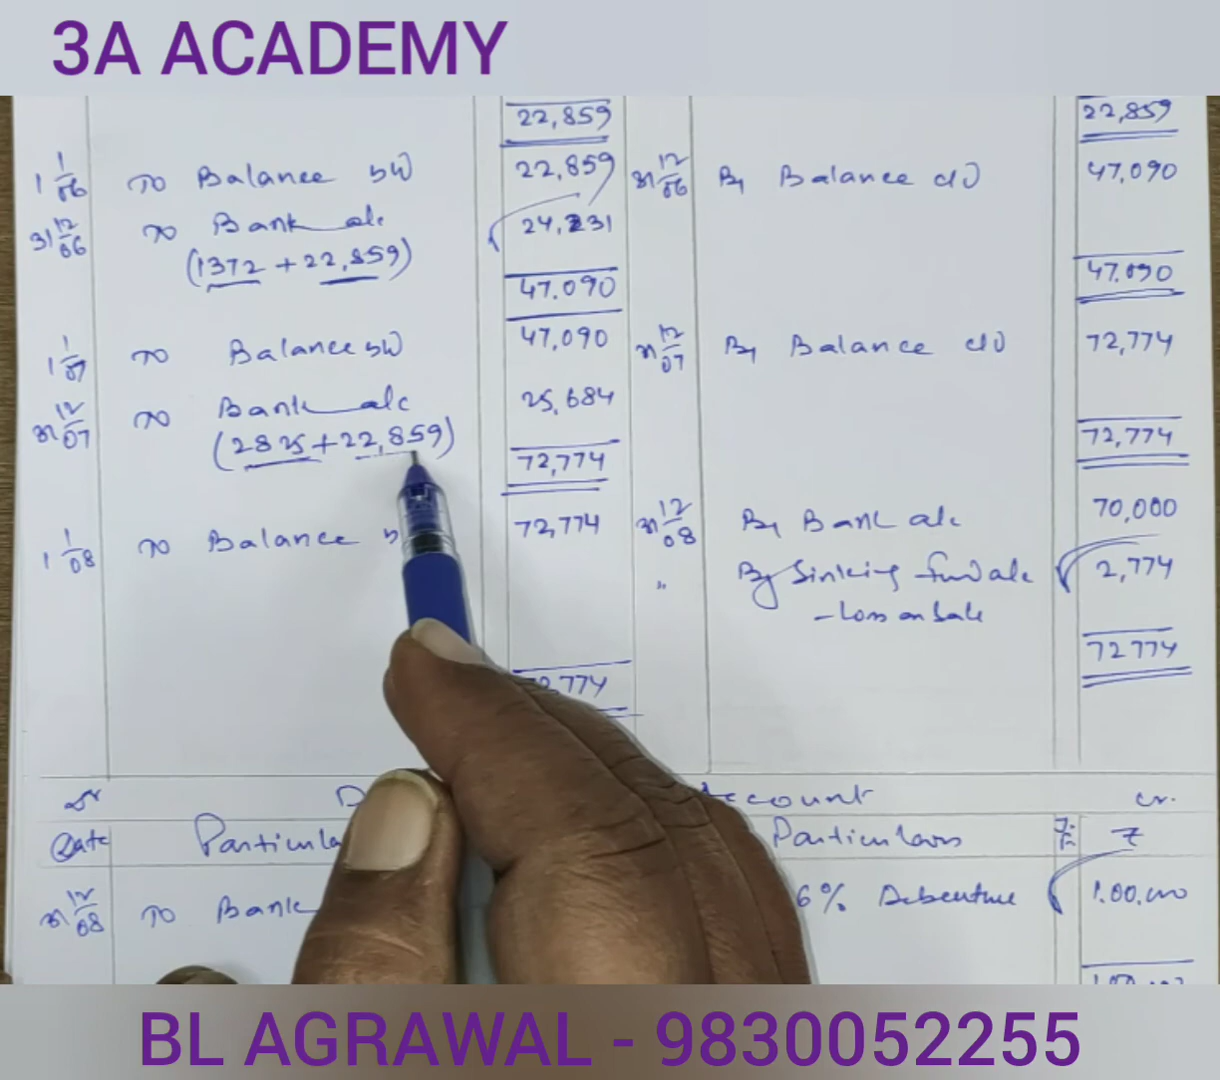 3A ACADEMY
22,859 22,859
1 1/06 To Balance b/d 22,859 31 12/06 By Balance c/d 47,090
31 12/06 To Bank a/c 24,231
(1372 + 22,859) 47,090
47,090
1 1/07 To Balance b/d 47,090 31 12/07 By Balance c/d 72,774
31 12/07 To Bank a/c 25,684
(2825 + 22,859) 72,774 72,774
1 1/08 To Balance 72,774 31 12/08 By Bank a/c 70,000
" By Sinking Fund a/c 2,774
- Loss on Sale
72774
,774
Dr D ccount Cr.
Date Particula Particulars ₹
31 12/08 To Bank 6% Debenture 1,00,000
BL AGRAWAL - 9830052255